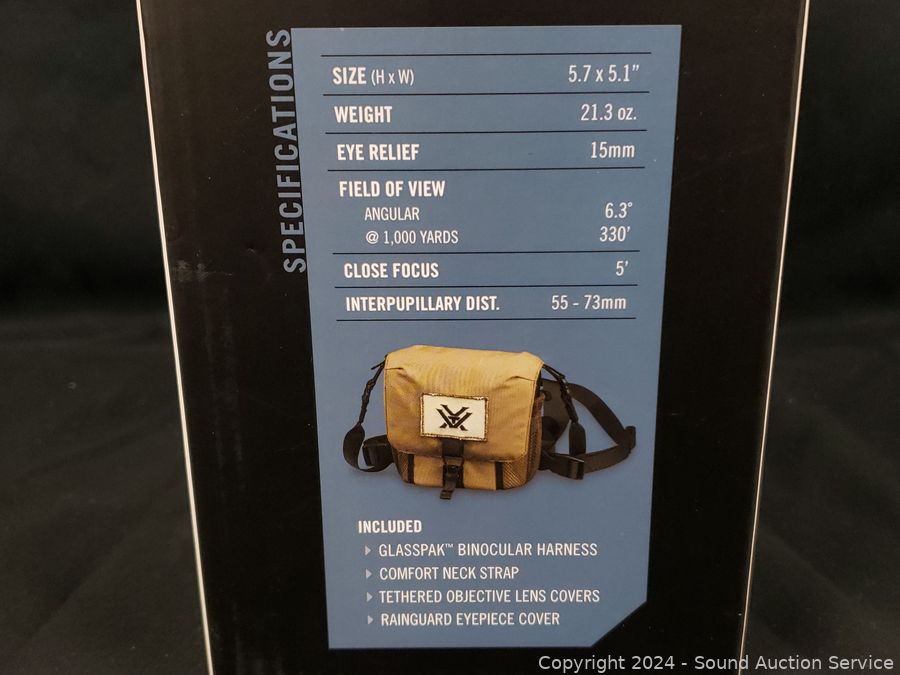 SPECIFICATIONS
SIZE (H x W) 5.7 x 5.1"
WEIGHT 21.3 oz.
EYE RELIEF 15mm
FIELD OF VIEW
ANGULAR 6.3°
@ 1,000 YARDS 330'
CLOSE FOCUS 5'
INTERPUPILLARY DIST. 55 - 73mm
INCLUDED
GLASSPAK™ BINOCULAR HARNESS
COMFORT NECK STRAP
TETHERED OBJECTIVE LENS COVERS
RAINGUARD EYEPIECE COVER
Copyright 2024 - Sound Auction Service